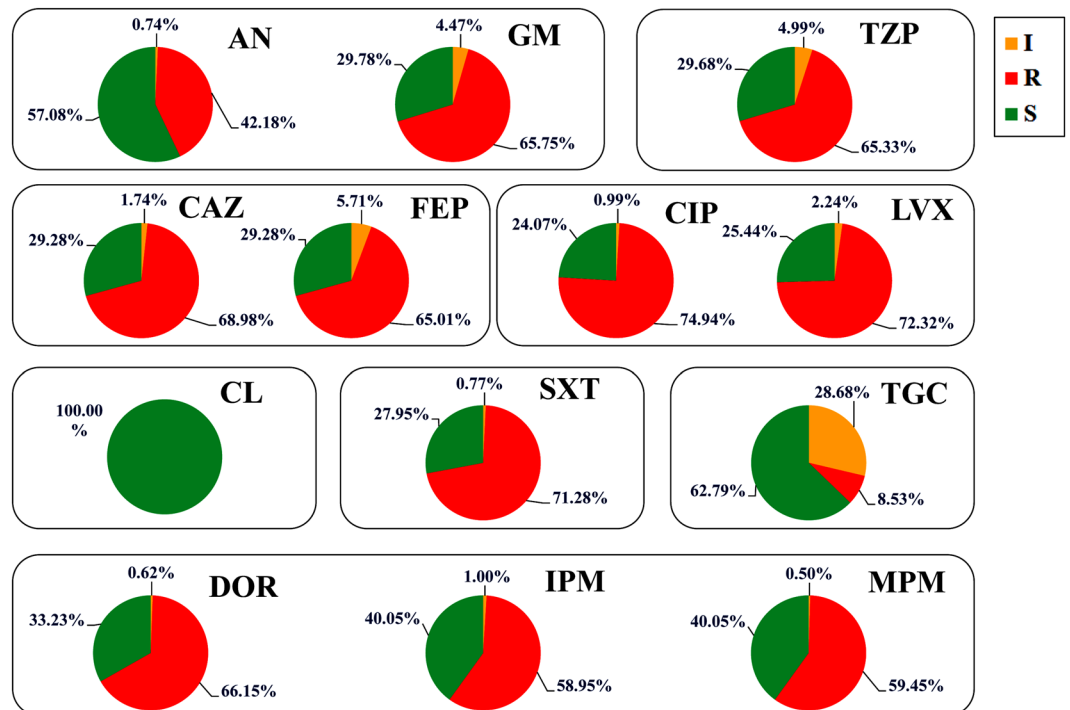 AN
0.74%
57.08%
42.18%
GM
4.47%
29.78%
65.75%
TZP
4.99%
29.68%
65.33%
I
R
S
CAZ
1.74%
29.28%
68.98%
FEP
5.71%
29.28%
65.01%
CIP
0.99%
24.07%
74.94%
LVX
2.24%
25.44%
72.32%
CL
100.00
%
SXT
0.77%
27.95%
71.28%
TGC
28.68%
62.79%
8.53%
DOR
0.62%
33.23%
66.15%
IPM
1.00%
40.05%
58.95%
MPM
0.50%
40.05%
59.45%